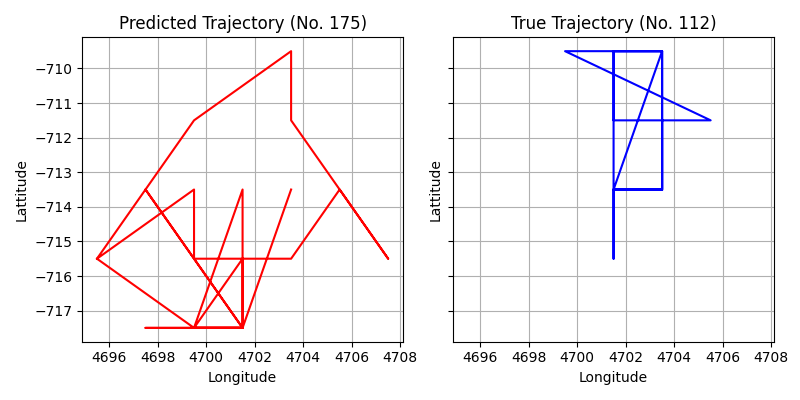 Predicted Trajectory (No. 175)
True Trajectory (No. 112)
Lattitude
−710
−711
−712
−713
−714
−715
−716
−717
4696 4698 4700 4702 4704 4706 4708
Longitude
Lattitude
4696 4698 4700 4702 4704 4706 4708
Longitude